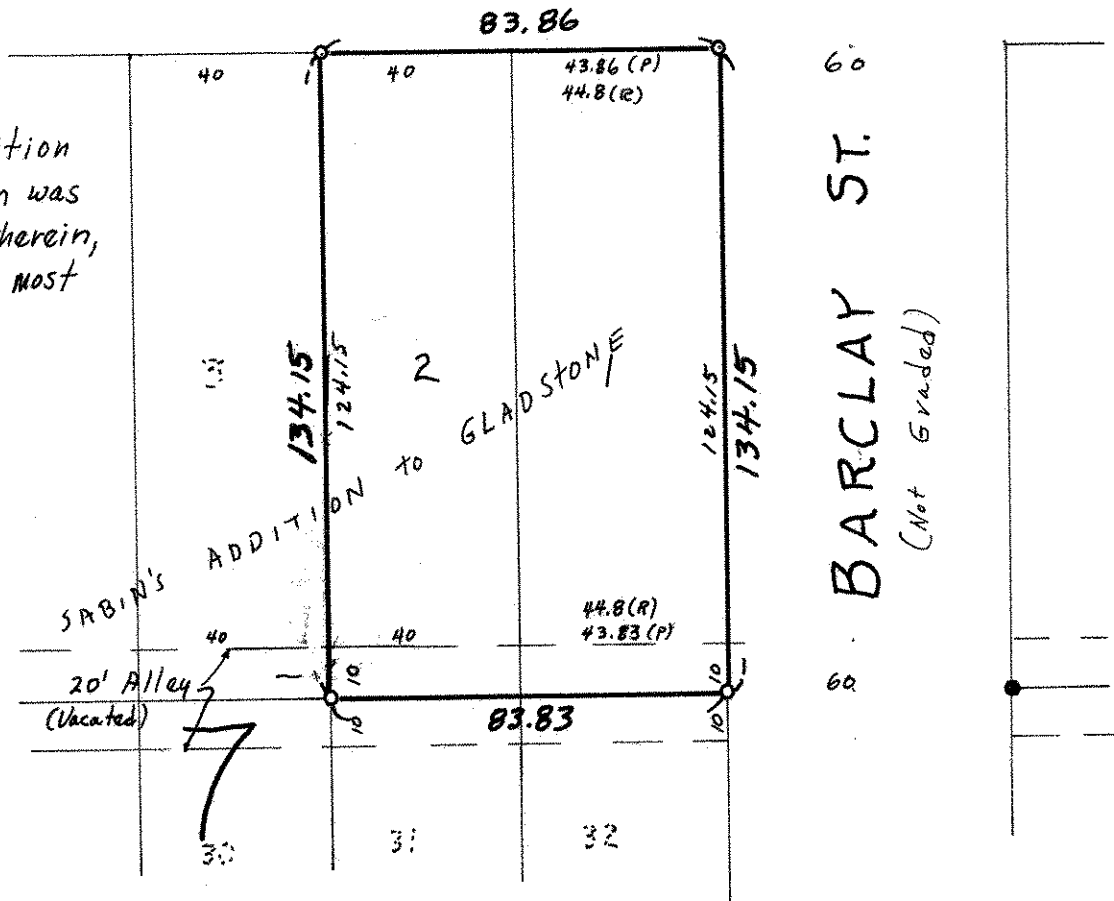 83.86
40
40
43.86 (P)
44.8 (R)
60
tion
n was
herein,
most
134.15
124.15
2
124.15
134.15
BARCLAY ST.
(Not Graded)
SABIN'S ADDITION TO GLADSTONE
44.8 (R)
43.83 (P)
40
40
20' Alley
(Vacated)
10
10
60
10
10
83.83
7
30
31
32